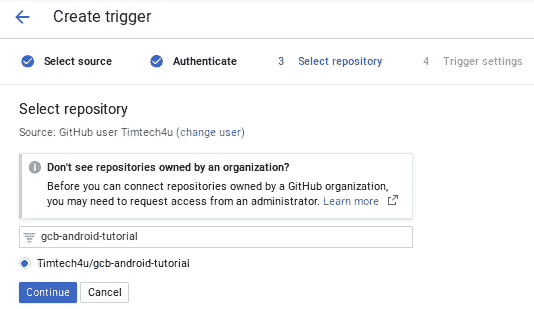 Create trigger
Select source Authenticate 3 Select repository 4 Trigger settings
Select repository
Source: GitHub user Timtech4u (change user)
Don't see repositories owned by an organization?
Before you can connect repositories owned by a GitHub organization,
you may need to request access from an administrator. Learn more
gcb-android-tutorial
Timtech4u/gcb-android-tutorial
Continue Cancel